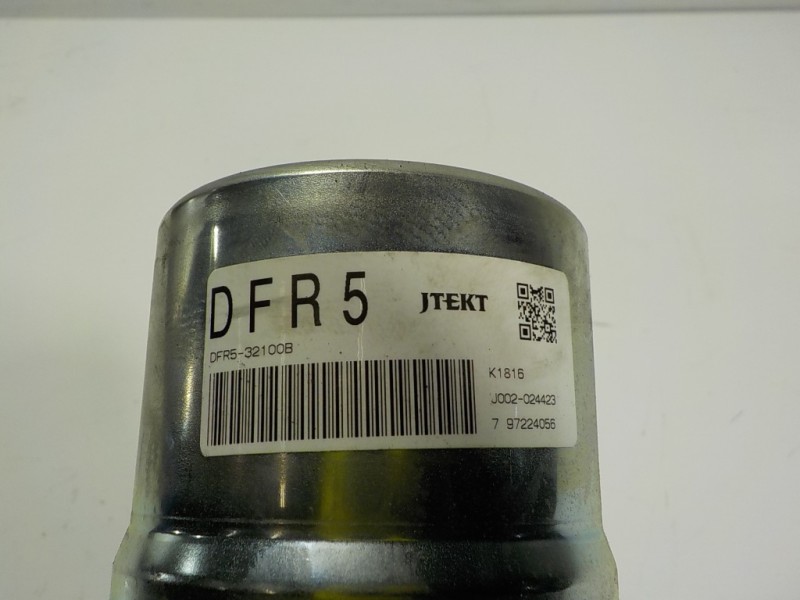 DFR5 JTEKT
DFR5-32100B
K1816
J002-024423
7 97224056